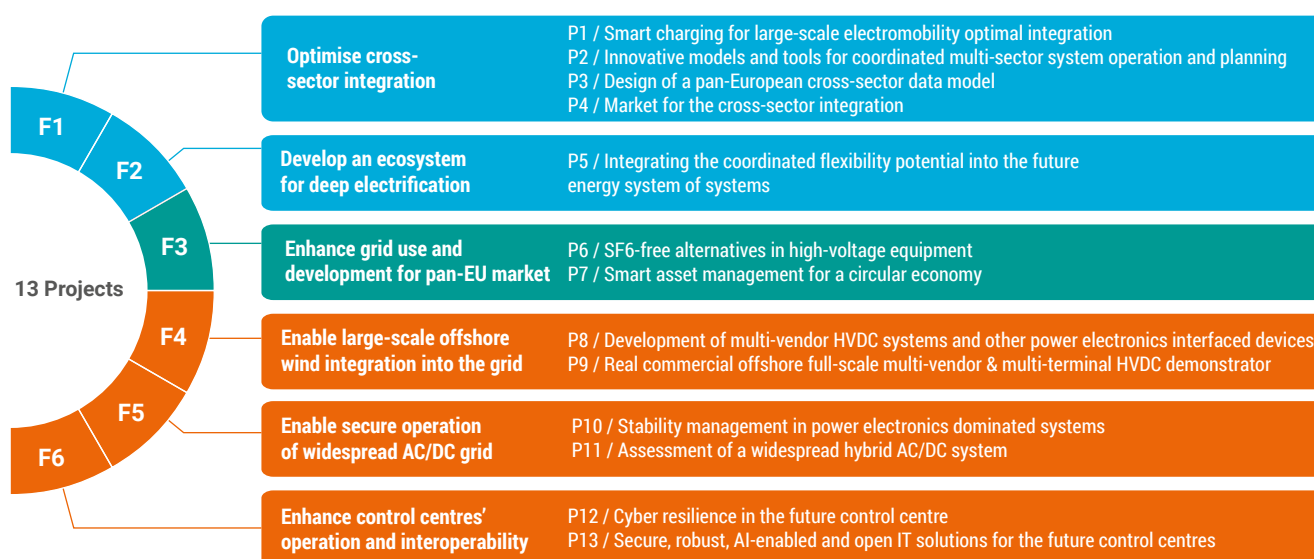 13 Projects
F1
Optimise cross-
sector integration
P1 / Smart charging for large-scale electromobility optimal integration
P2 / Innovative models and tools for coordinated multi-sector system operation and planning
P3 / Design of a pan-European cross-sector data model
P4 / Market for the cross-sector integration
F2
Develop an ecosystem
for deep electrification
P5 / Integrating the coordinated flexibility potential into the future
energy system of systems
F3
Enhance grid use and
development for pan-EU market
P6 / SF6-free alternatives in high-voltage equipment
P7 / Smart asset management for a circular economy
F4
Enable large-scale offshore
wind integration into the grid
P8 / Development of multi-vendor HVDC systems and other power electronics interfaced devices
P9 / Real commercial offshore full-scale multi-vendor & multi-terminal HVDC demonstrator
F5
Enable secure operation
of widespread AC/DC grid
P10 / Stability management in power electronics dominated systems
P11 / Assessment of a widespread hybrid AC/DC system
F6
Enhance control centres'
operation and interoperability
P12 / Cyber resilience in the future control centre
P13 / Secure, robust, AI-enabled and open IT solutions for the future control centres